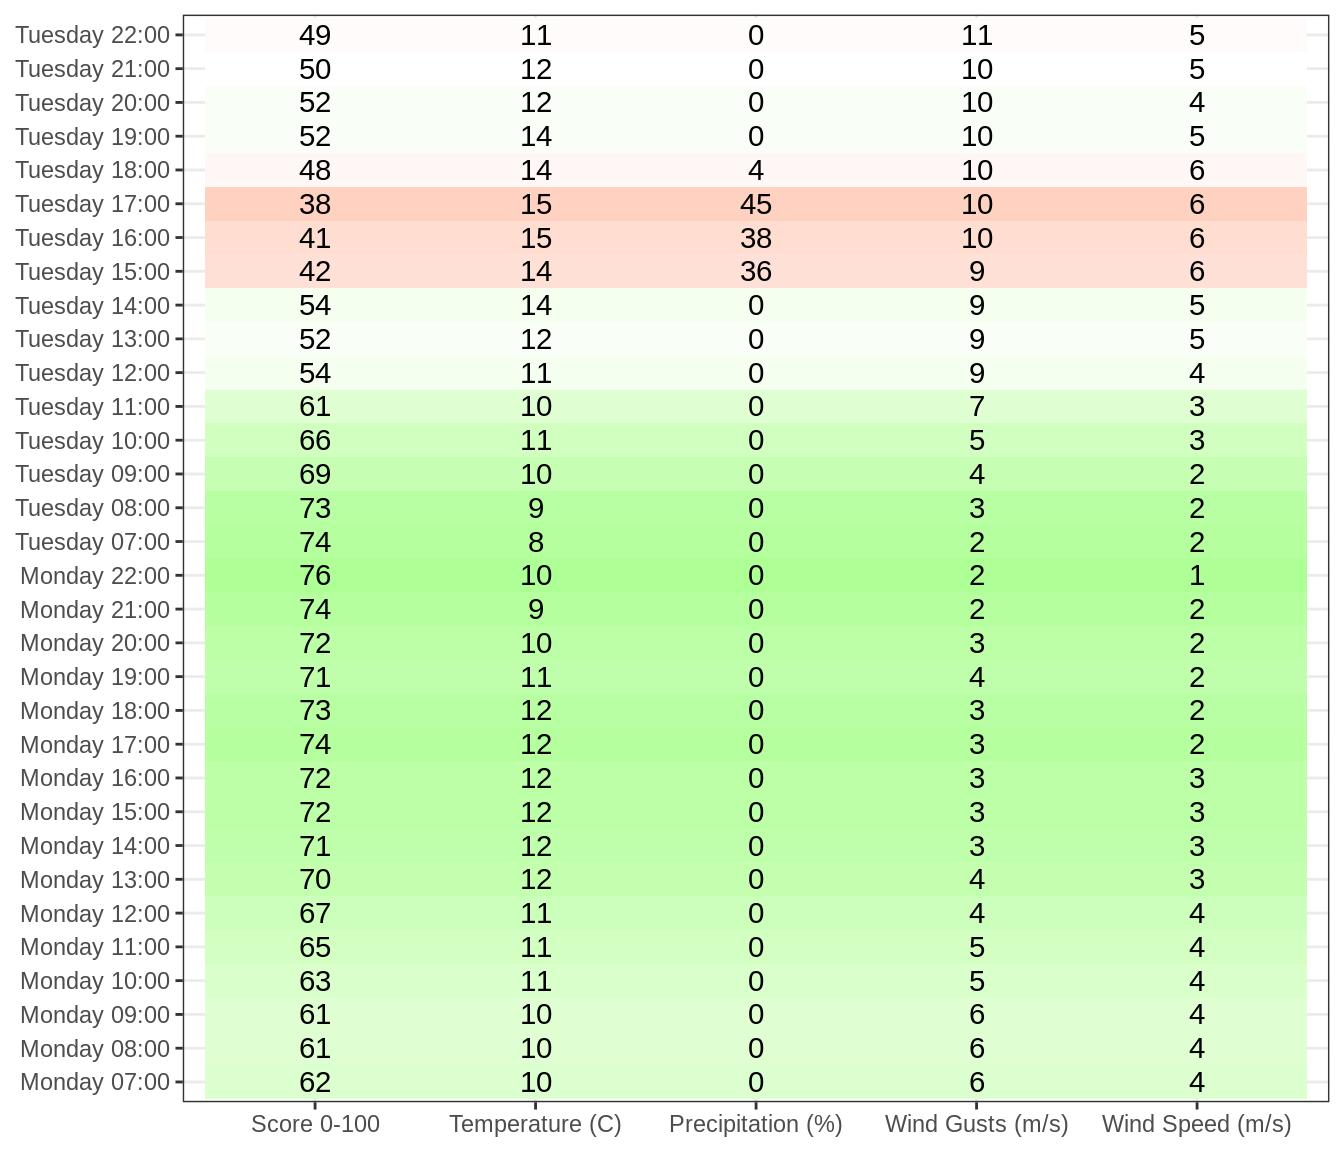 Tuesday 22:00 49 11 0 11 5
Tuesday 21:00 50 12 0 10 5
Tuesday 20:00 52 12 0 10 4
Tuesday 19:00 52 14 0 10 5
Tuesday 18:00 48 14 4 10 6
Tuesday 17:00 38 15 45 10 6
Tuesday 16:00 41 15 38 10 6
Tuesday 15:00 42 14 36 9 6
Tuesday 14:00 54 14 0 9 5
Tuesday 13:00 52 12 0 9 5
Tuesday 12:00 54 11 0 9 4
Tuesday 11:00 61 10 0 7 3
Tuesday 10:00 66 11 0 5 3
Tuesday 09:00 69 10 0 4 2
Tuesday 08:00 73 9 0 3 2
Tuesday 07:00 74 8 0 2 2
Monday 22:00 76 10 0 2 1
Monday 21:00 74 9 0 2 2
Monday 20:00 72 10 0 3 2
Monday 19:00 71 11 0 4 2
Monday 18:00 73 12 0 3 2
Monday 17:00 74 12 0 3 2
Monday 16:00 72 12 0 3 3
Monday 15:00 72 12 0 3 3
Monday 14:00 71 12 0 3 3
Monday 13:00 70 12 0 4 3
Monday 12:00 67 11 0 4 4
Monday 11:00 65 11 0 5 4
Monday 10:00 63 11 0 5 4
Monday 09:00 61 10 0 6 4
Monday 08:00 61 10 0 6 4
Monday 07:00 62 10 0 6 4
Score 0-100 Temperature (C) Precipitation (%) Wind Gusts (m/s) Wind Speed (m/s)